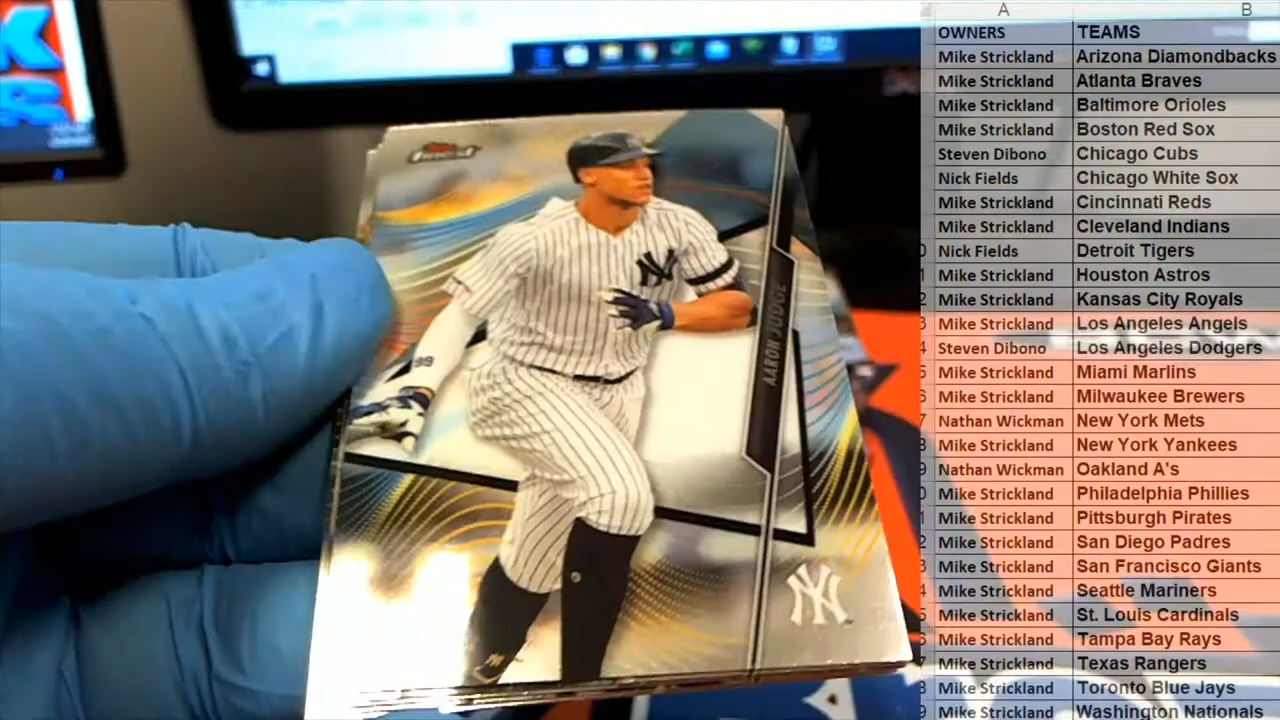 A B
OWNERS TEAMS
Mike Strickland Arizona Diamondbacks
Mike Strickland Atlanta Braves
Mike Strickland Baltimore Orioles
Mike Strickland Boston Red Sox
Steven Dibono Chicago Cubs
Nick Fields Chicago White Sox
Mike Strickland Cincinnati Reds
Mike Strickland Cleveland Indians
Nick Fields Detroit Tigers
Mike Strickland Houston Astros
Mike Strickland Kansas City Royals
Mike Strickland Los Angeles Angels
Steven Dibono Los Angeles Dodgers
Mike Strickland Miami Marlins
Mike Strickland Milwaukee Brewers
Nathan Wickman New York Mets
Mike Strickland New York Yankees
Nathan Wickman Oakland A's
Mike Strickland Philadelphia Phillies
Mike Strickland Pittsburgh Pirates
Mike Strickland San Diego Padres
Mike Strickland San Francisco Giants
Mike Strickland Seattle Mariners
Mike Strickland St. Louis Cardinals
Mike Strickland Tampa Bay Rays
Mike Strickland Texas Rangers
Mike Strickland Toronto Blue Jays
Mike Strickland Washington Nationals
AARON JUDGE
NY
99
NY